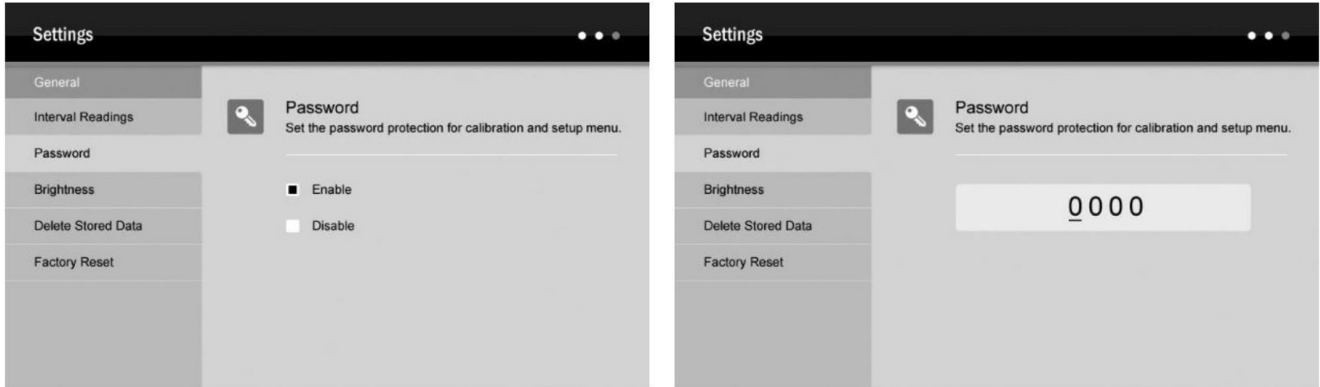 Settings
General
Interval Readings
Password
Brightness
Delete Stored Data
Factory Reset
Password
Set the password protection for calibration and setup menu.
Enable
Disable
Settings
General
Interval Readings
Password
Brightness
Delete Stored Data
Factory Reset
Password
Set the password protection for calibration and setup menu.
0000